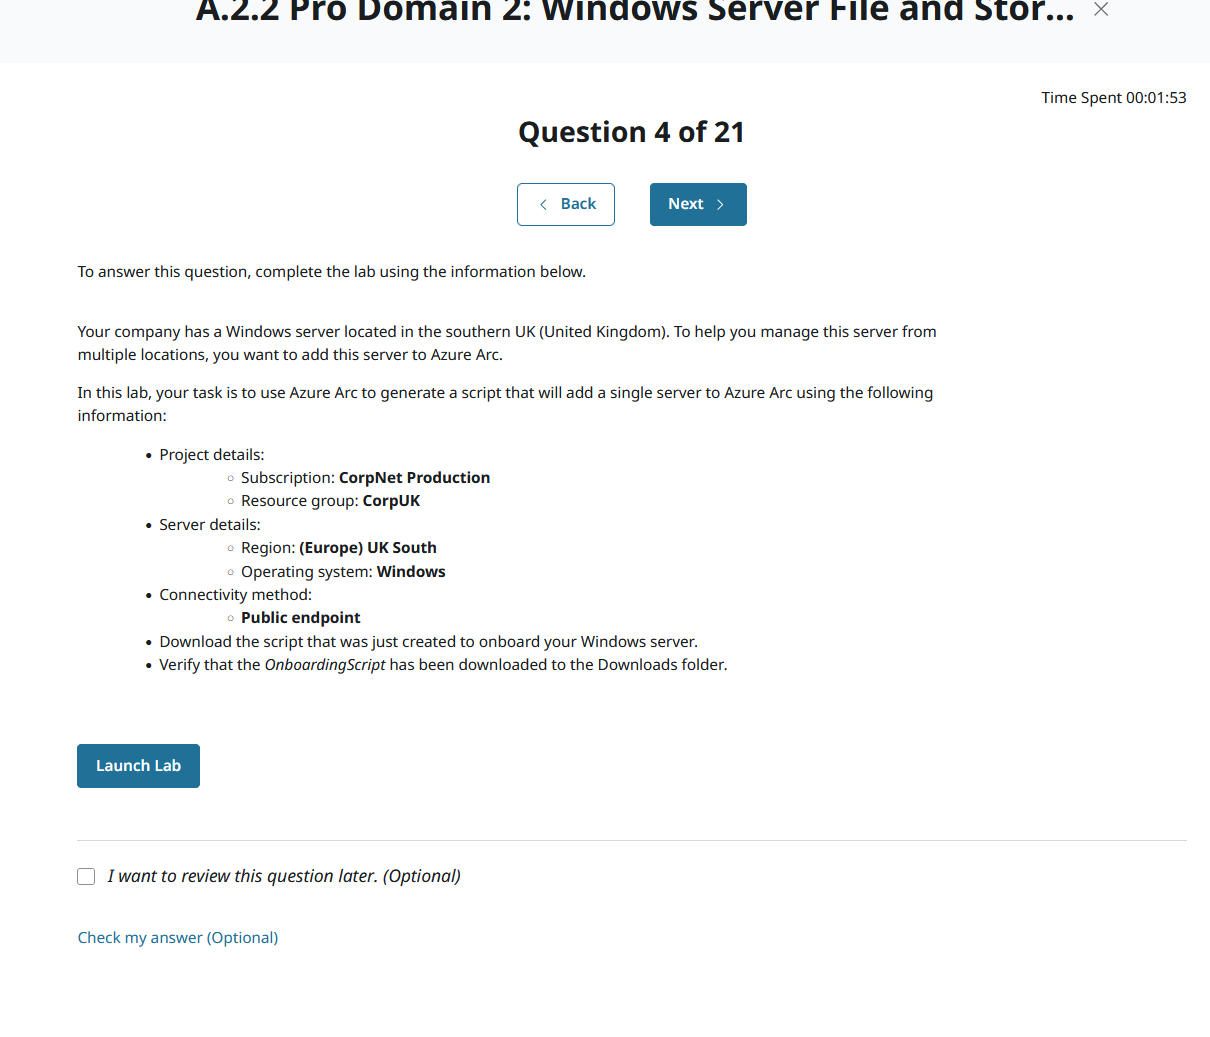 A.2.2 Pro Domain 2: Windows Server File and Stor...
Time Spent 00:01:53
Question 4 of 21
Back
Next
To answer this question, complete the lab using the information below.
Your company has a Windows server located in the southern UK (United Kingdom). To help you manage this server from
multiple locations, you want to add this server to Azure Arc.
In this lab, your task is to use Azure Arc to generate a script that will add a single server to Azure Arc using the following
information:
• Project details:
○ Subscription: CorpNet Production
○ Resource group: CorpUK
• Server details:
○ Region: (Europe) UK South
○ Operating system: Windows
• Connectivity method:
○ Public endpoint
• Download the script that was just created to onboard your Windows server.
• Verify that the OnboardingScript has been downloaded to the Downloads folder.
Launch Lab
I want to review this question later. (Optional)
Check my answer (Optional)